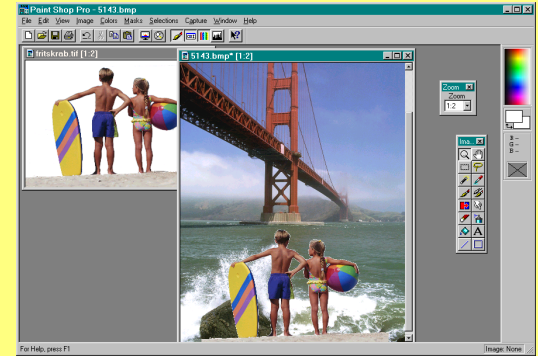 Paint Shop Pro - 5143.bmp
File Edit View Image Colors Masks Selections Capture Window Help
fritskrab.tif [1:2]
5143.bmp* [1:2]
Zoom
Zoom
1:2
Ima...
R --
G --
B --
A
For Help, press F1
Image: None